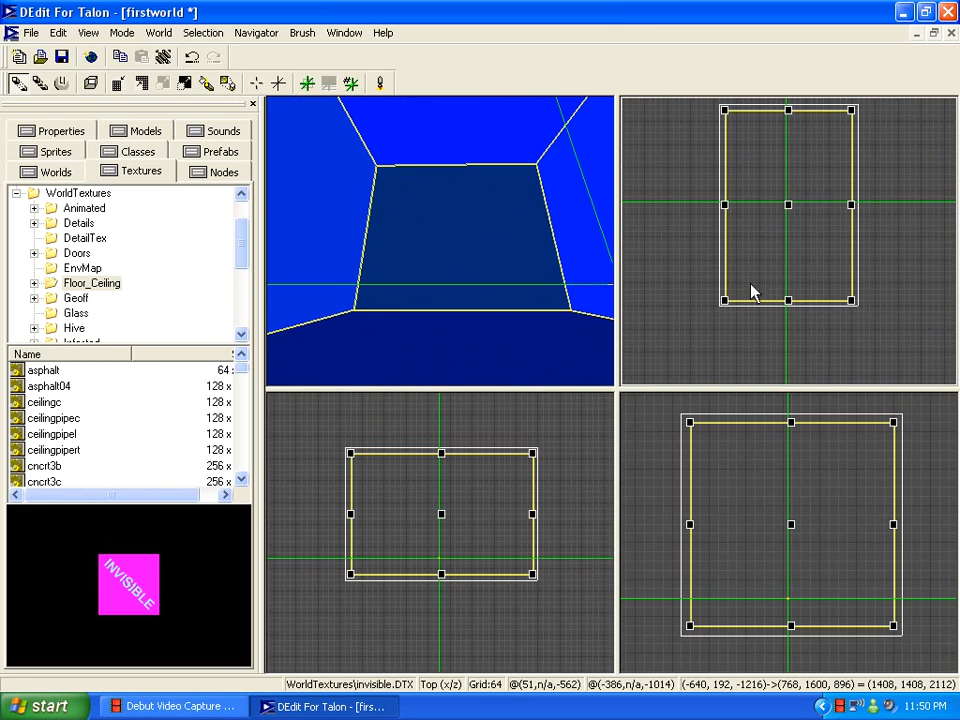 DEdit For Talon - [firstworld *]
File Edit View Mode World Selection Navigator Brush Window Help
Properties Models Sounds
Sprites Classes Prefabs
Worlds Textures Nodes
WorldTextures
Animated
Details
DetailTex
Doors
EnvMap
Floor_Ceiling
Geoff
Glass
Hive
Name
asphalt 64
asphalt04 128 x
ceilingc 128 x
ceilingpipec 128 x
ceilingpipel 128 x
ceilingpipert 128 x
cncrt3b 256 x
cncrt3c 256 x
INVISIBLE
WorldTextures\invisible.DTX Top (x/z) Grid:64 @(51,n/a,-562) @(-386,n/a,-1014) (-640, 192, -1216)->(768, 1600, 896) = (1408, 1408, 2112)
start Debut Video Capture ... DEdit For Talon - [firs... 11:50 PM